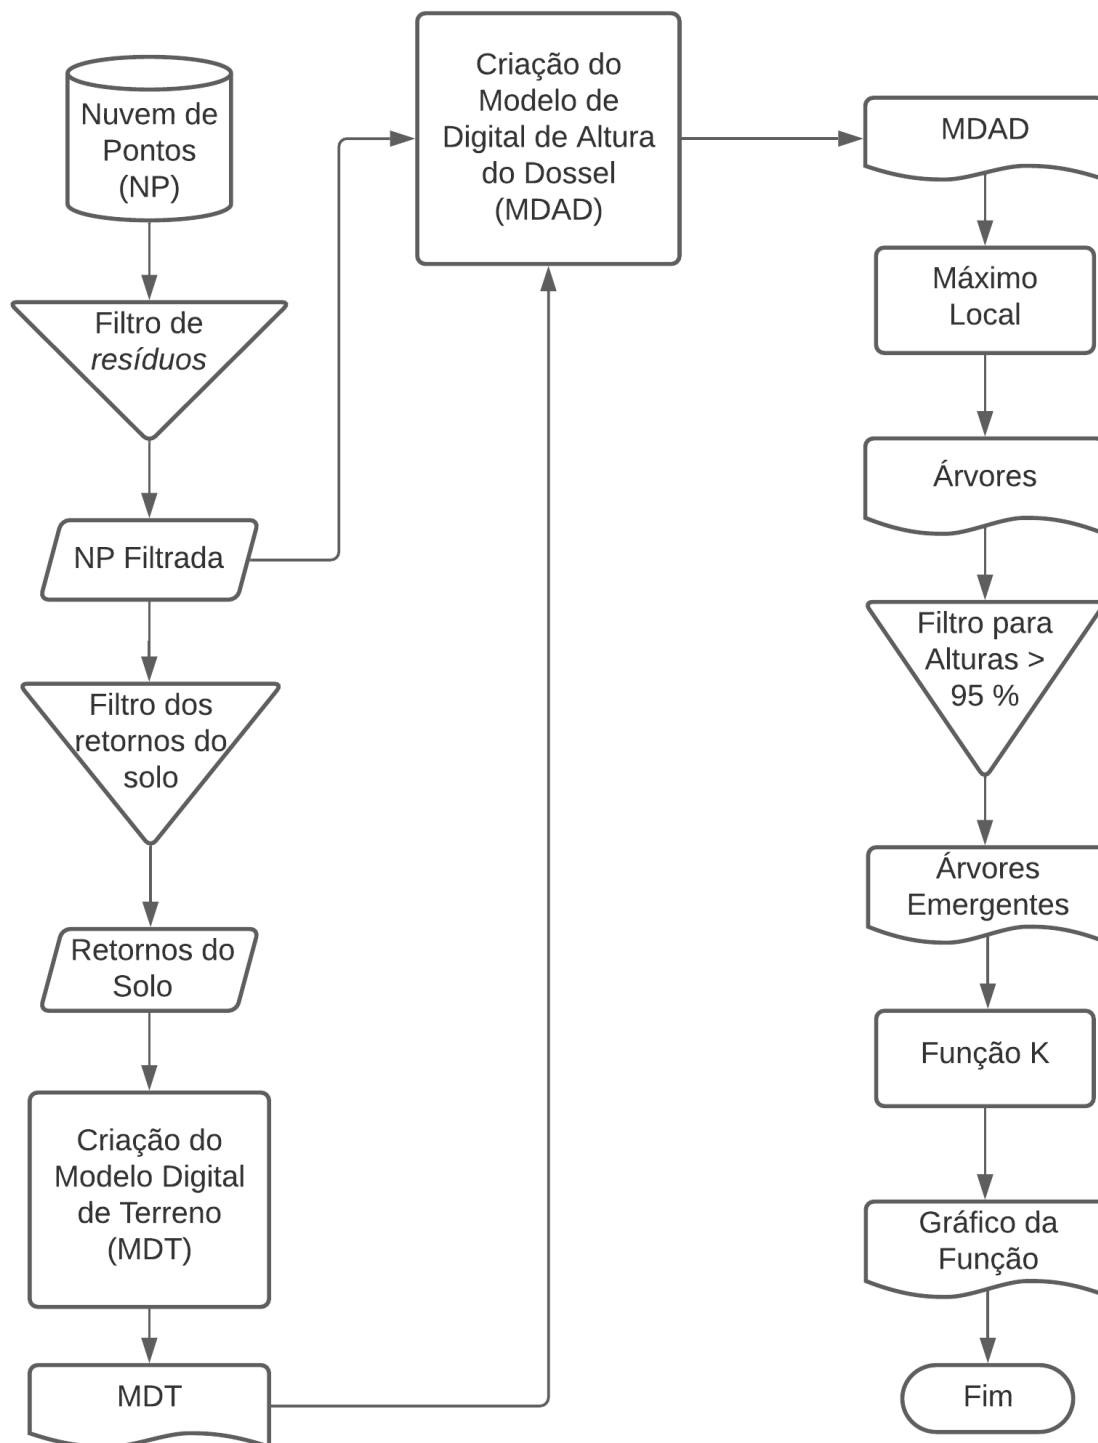 Nuvem de
Pontos
(NP)
Filtro de
resíduos
NP Filtrada
Filtro dos
retornos do
solo
Retornos do
Solo
Criação do
Modelo Digital
de Terreno
(MDT)
MDT
Criação do
Modelo de
Digital de Altura
do Dossel
(MDAD)
MDAD
Máximo
Local
Árvores
Filtro para
Alturas >
95 %
Árvores
Emergentes
Função K
Gráfico da
Função
Fim